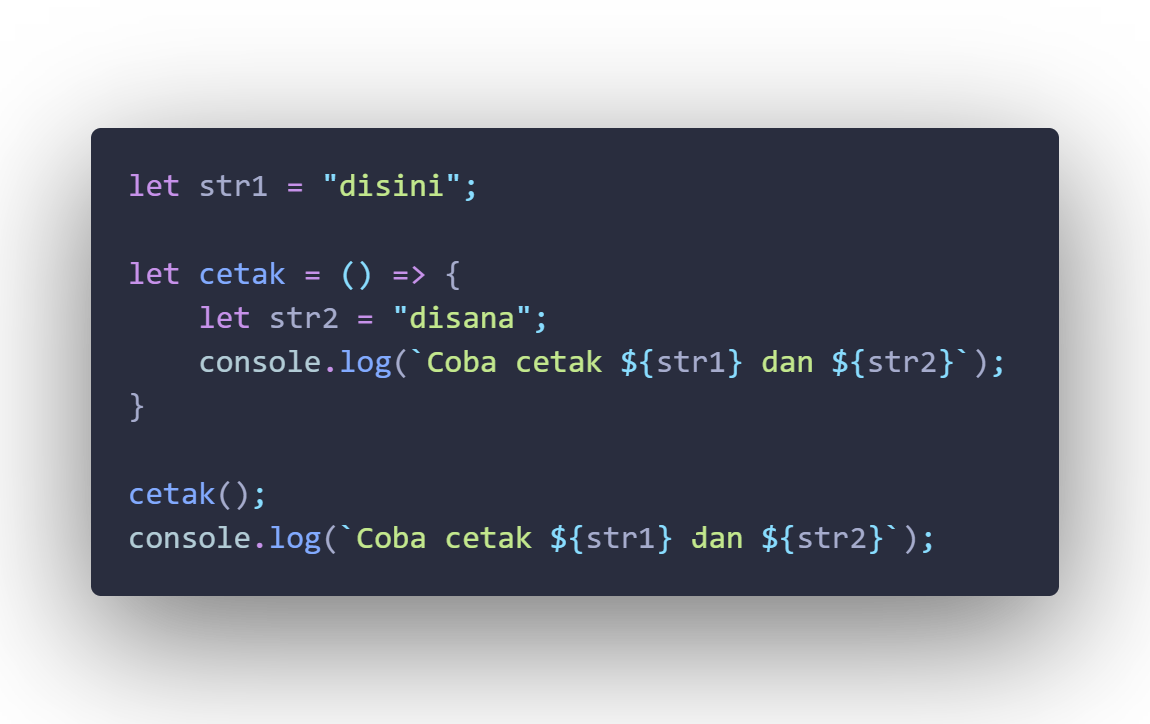 let str1 = "disini";
let cetak = () => {
    let str2 = "disana";
    console.log(`Coba cetak ${str1} dan ${str2}`);
}
cetak();
console.log(`Coba cetak ${str1} dan ${str2}`);